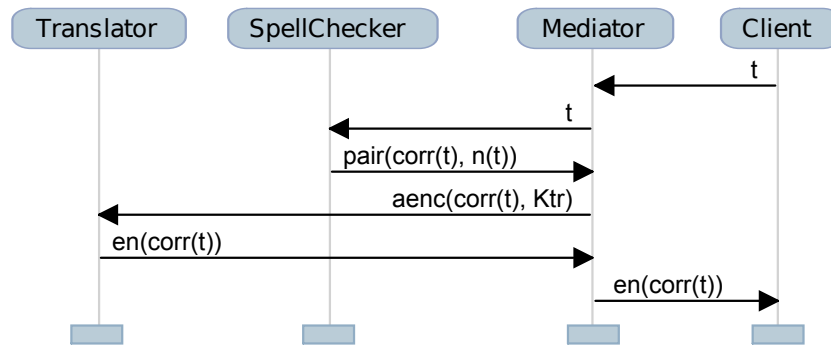 Translator SpellChecker Mediator Client
t
t
pair(corr(t), n(t))
aenc(corr(t), Ktr)
en(corr(t))
en(corr(t))